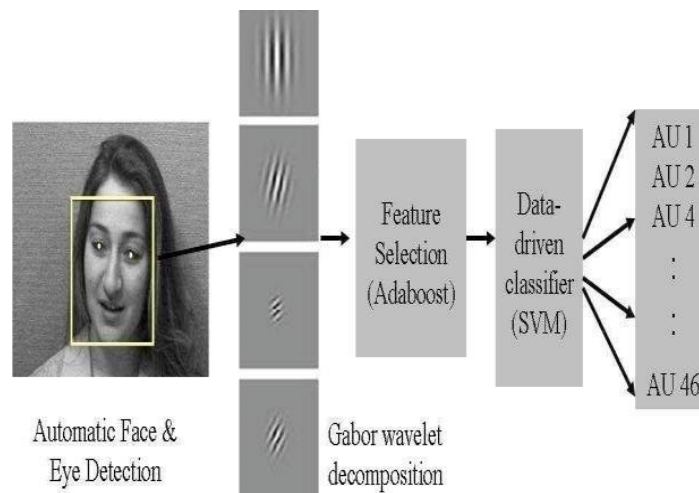 Automatic Face &
Eye Detection
Gabor wavelet
decomposition
Feature
Selection
(Adaboost)
Data-
driven
classifier
(SVM)
AU 1
AU 2
AU 4
:
:
AU 46